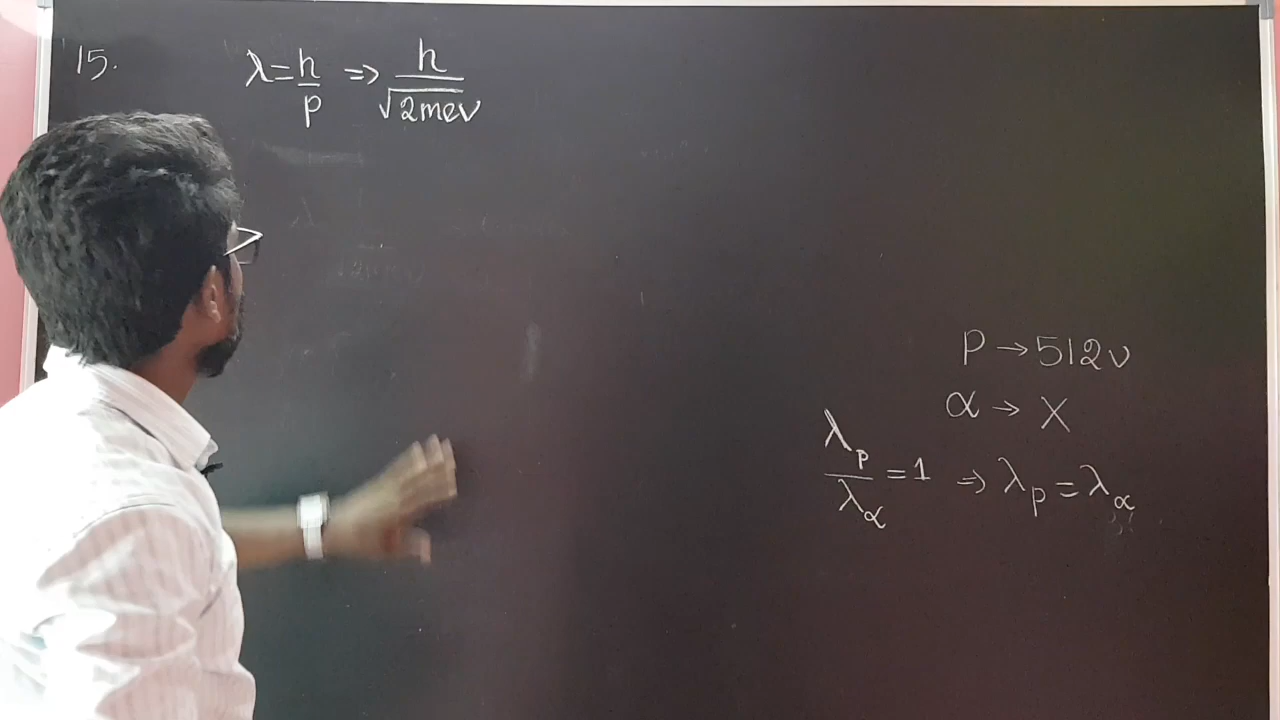 15.
λ = h/p ⇒ h/√2mev
P → 512v
α → X
λp/λα = 1 ⇒ λp = λα